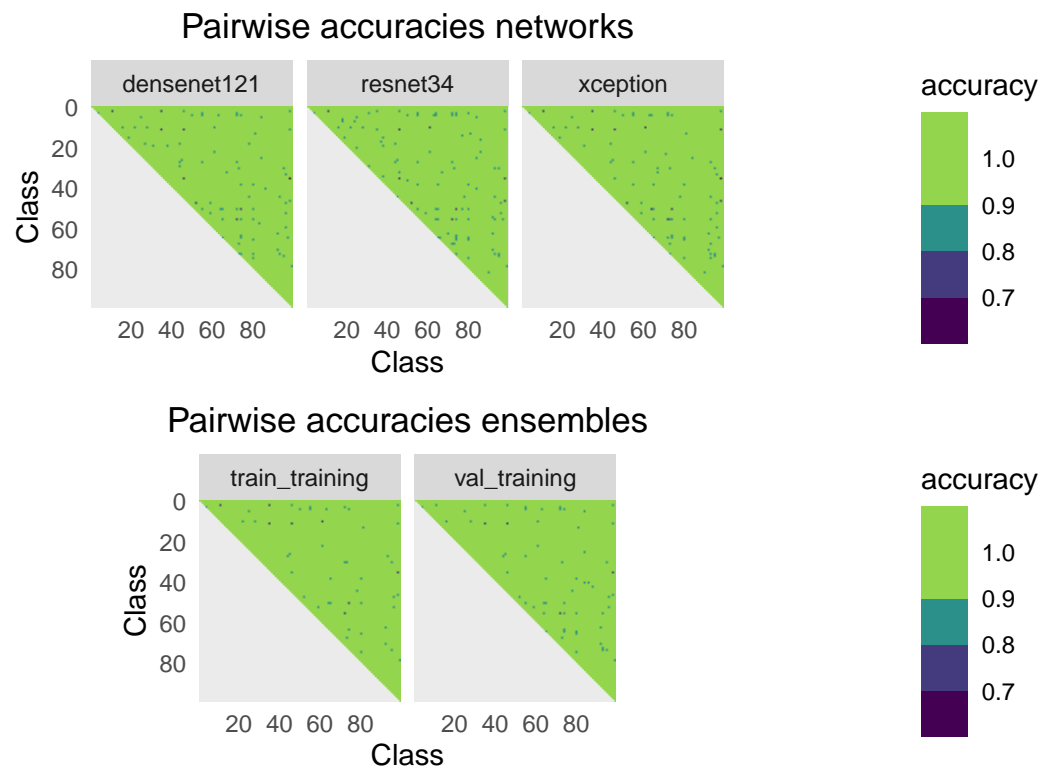 Pairwise accuracies networks
densenet121 resnet34 xception
0
20
40
60
80
Class
20 40 60 80 20 40 60 80 20 40 60 80
Class
accuracy
1.0
0.9
0.8
0.7
Pairwise accuracies ensembles
train_training val_training
0
20
40
60
80
Class
20 40 60 80 20 40 60 80
Class
accuracy
1.0
0.9
0.8
0.7